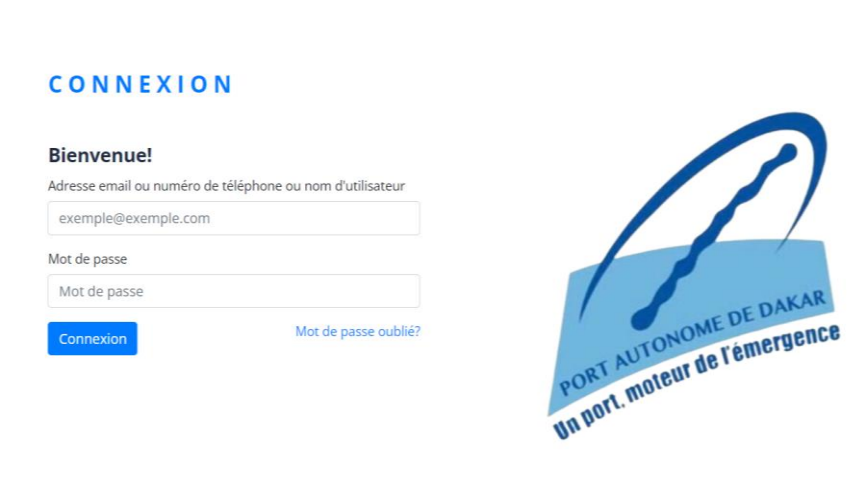 CONNEXION
Bienvenue!
Adresse email ou numéro de téléphone ou nom d'utilisateur
exemple@exemple.com
Mot de passe
Mot de passe
Connexion
Mot de passe oublié?
PORT AUTONOME DE DAKAR
Un port, moteur de l'émergence